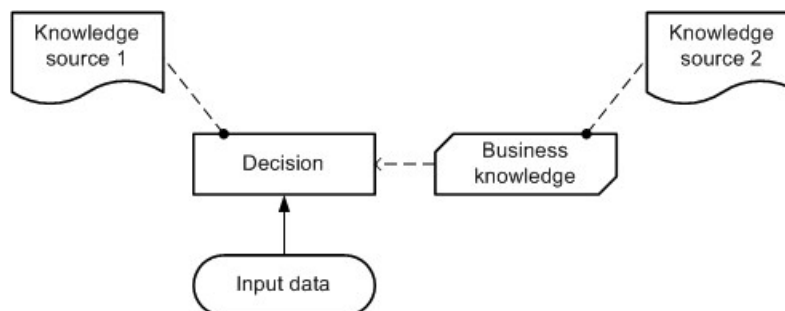 Knowledge
source 1
Knowledge
source 2
Decision
Business
knowledge
Input data